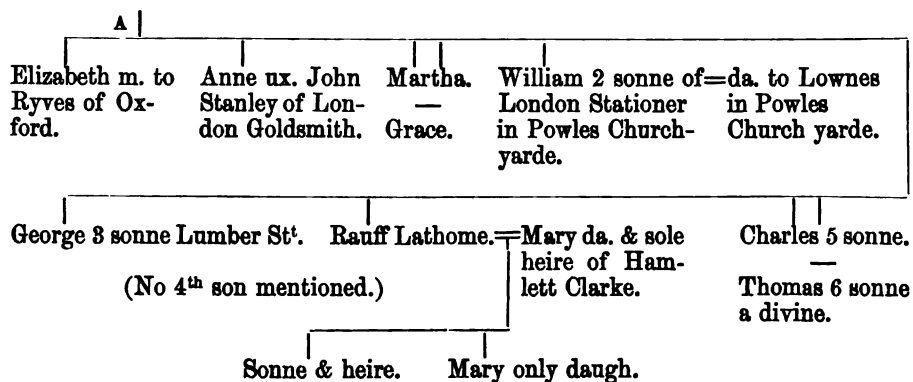 A
Elizabeth m. to
Ryves of Ox-
ford.
Anne ux. John
Stanley of Lon-
don Goldsmith.
Martha.
—
Grace.
William 2 sonne of=da. to Lownes
London Stationer
in Powles Church-
yarde.
in Powles
Church yarde.
George 3 sonne Lumber Stt.
(No 4th son mentioned.)
Rauff Lathome.=Mary da. & sole
heire of Ham-
lett Clarke.
Charles 5 sonne.
—
Thomas 6 sonne
a divine.
Sonne & heire.
Mary only daugh.